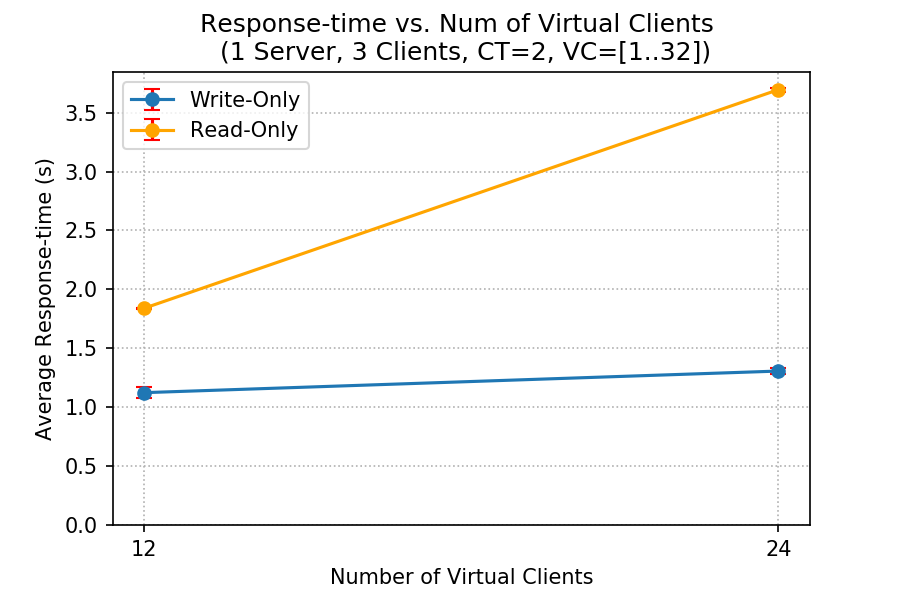 Response-time vs. Num of Virtual Clients
(1 Server, 3 Clients, CT=2, VC=[1..32])
Write-Only
Read-Only
Average Response-time (s)
3.5
3.0
2.5
2.0
1.5
1.0
0.5
0.0
12
24
Number of Virtual Clients